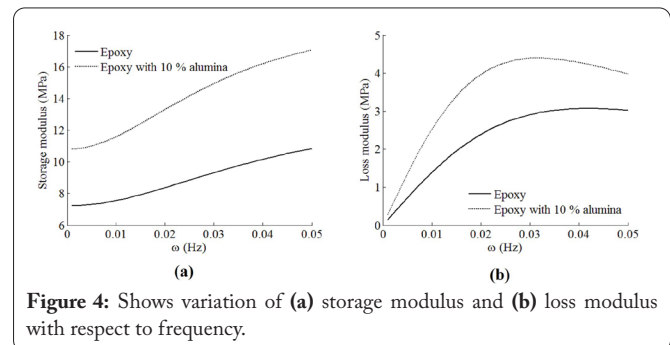 18
16
14
12
10
8
6
Storage modulus (MPa)
Epoxy
Epoxy with 10 % alumina
0 0.01 0.02 0.03 0.04 0.05
ω (Hz)
(a)
5
4
3
2
1
0
Loss modulus (MPa)
Epoxy
Epoxy with 10 % alumina
0 0.01 0.02 0.03 0.04 0.05
ω (Hz)
(b)
Figure 4: Shows variation of (a) storage modulus and (b) loss modulus
with respect to frequency.